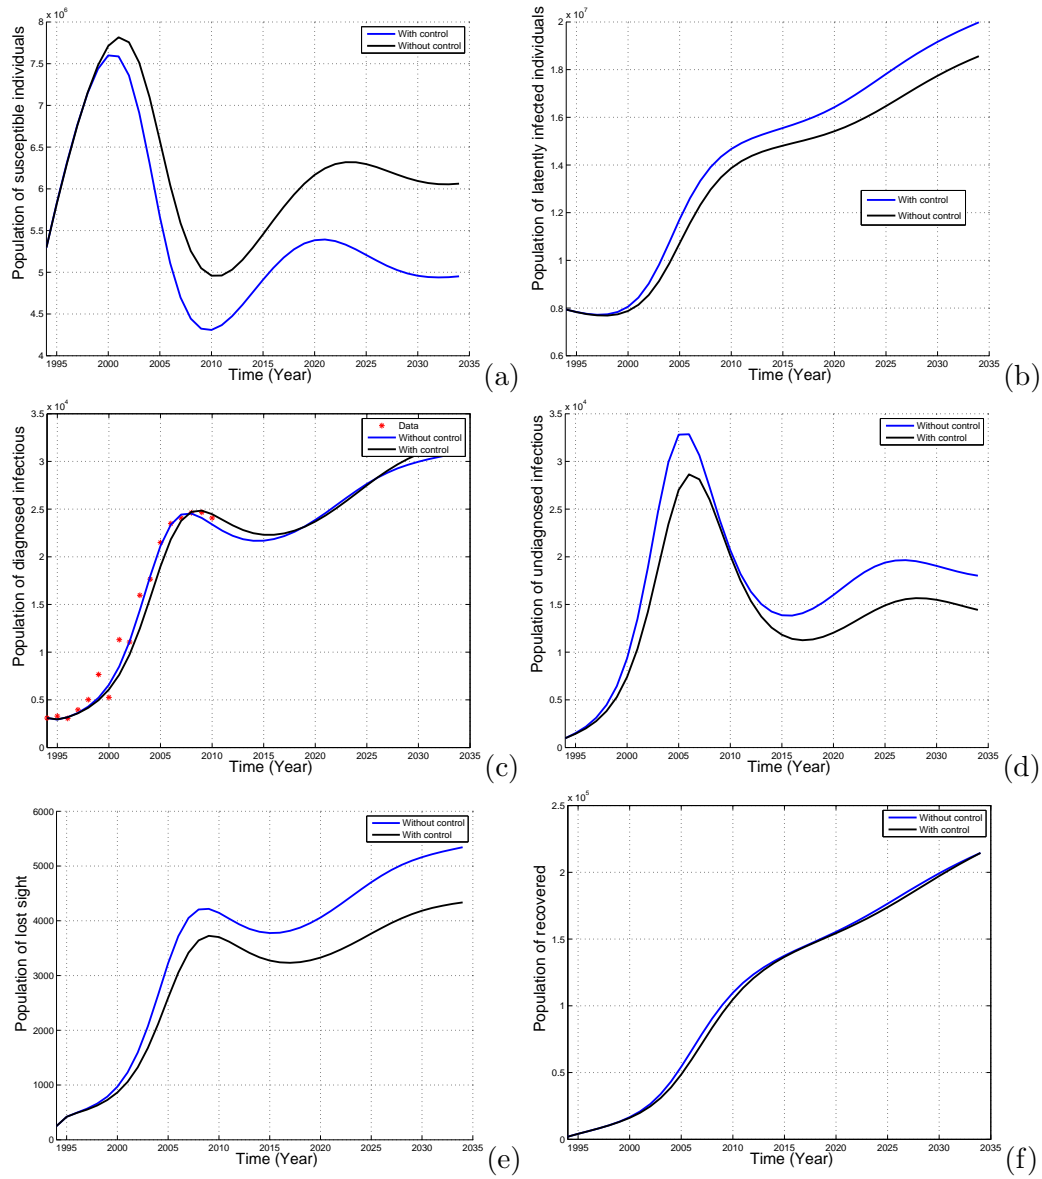 x 10^6
Population of susceptible individuals
8
7.5
7
6.5
6
5.5
5
4.5
4
1995 2000 2005 2010 2015 2020 2025 2030 2035
Time (Year)
With control
Without control
(a)
x 10^7
Population of latently infected individuals
2
1.8
1.6
1.4
1.2
1
0.8
0.6
1995 2000 2005 2010 2015 2020 2025 2030 2035
Time (Year)
With control
Without control
(b)
x 10^4
Population of diagnosed infectious
3.5
3
2.5
2
1.5
1
0.5
0
1995 2000 2005 2010 2015 2020 2025 2030 2035
Time (Year)
Data
Without control
With control
(c)
x 10^4
Population of undiagnosed infectious
3.5
3
2.5
2
1.5
1
0.5
0
1995 2000 2005 2010 2015 2020 2025 2030 2035
Time (Year)
Without control
With control
(d)
Population of lost sight
6000
5000
4000
3000
2000
1000
0
1995 2000 2005 2010 2015 2020 2025 2030 2035
Time (Year)
Without control
With control
(e)
x 10^5
Population of recovered
2.5
2
1.5
1
0.5
0
1995 2000 2005 2010 2015 2020 2025 2030 2035
Time (Year)
Without control
With control
(f)